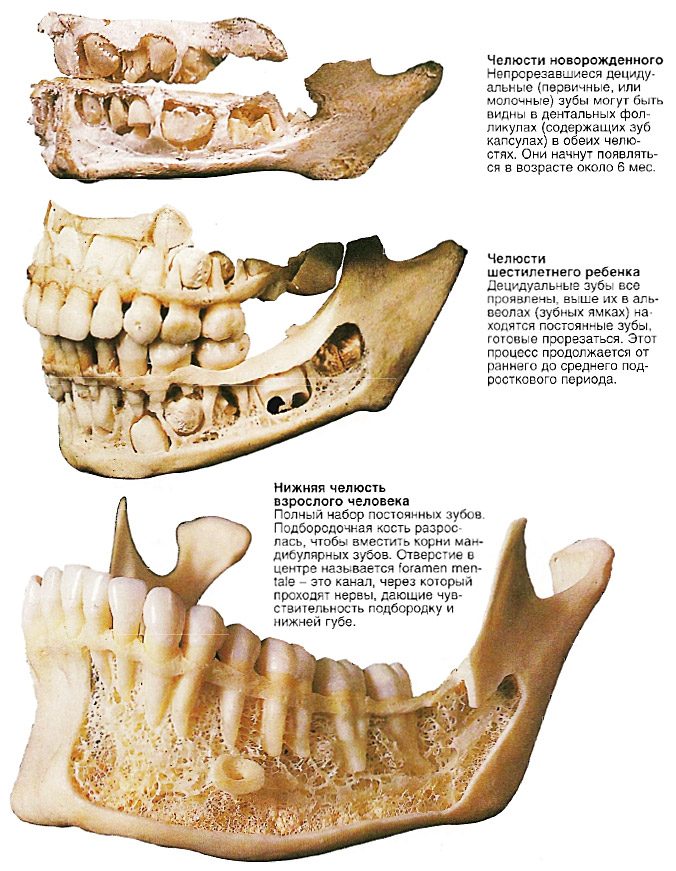 Челюсти новорожденного
Непрорезавшиеся дециду-
альные (первичные, или
молочные) зубы могут быть
видны в дентальных фол-
ликулах (содержащих зуб
капсулах) в обеих челю-
стях. Они начнут появлять-
ся в возрасте около 6 мес.
Челюсти
шестилетнего ребенка
Децидуальные зубы все
проявлены, выше их в аль-
веолах (зубных ямках) на-
ходятся постоянные зубы,
готовые прорезаться. Этот
процесс продолжается от
раннего до среднего под-
росткового периода.
Нижняя челюсть
взрослого человека
Полный набор постоянных зубов.
Подбородочная кость разрос-
лась, чтобы вместить корни ман-
дибулярных зубов. Отверстие в
центре называется foramen men-
tale – это канал, через который
проходят нервы, дающие чув-
ствительность подбородку и
нижней губе.